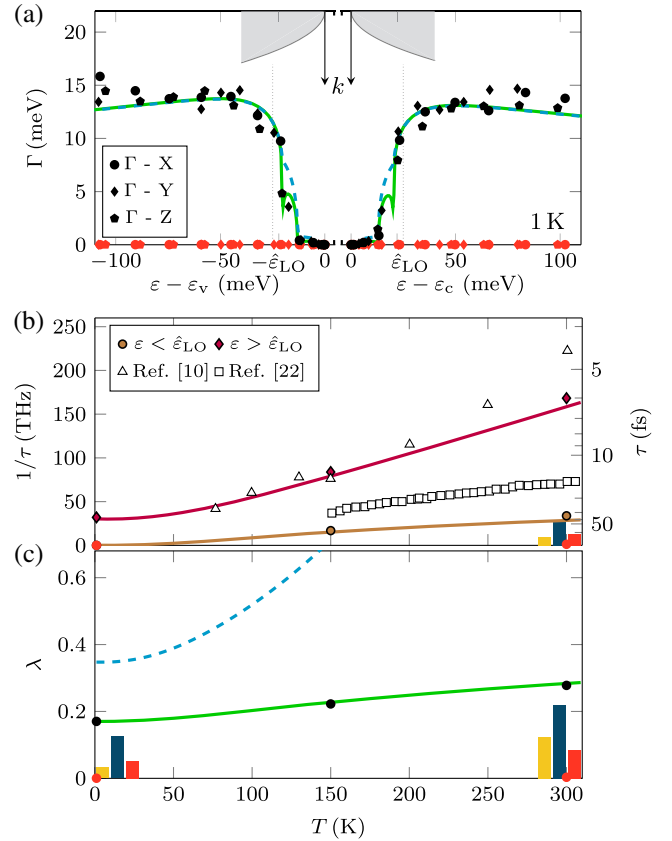 (a)
20
15
10
5
0
Γ (meV)
k
Γ - X
Γ - Y
Γ - Z
1 K
−100
−50
−ε̂LO
0
0
ε̂LO
50
100
ε − εv (meV)
ε − εc (meV)
(b)
250
200
150
100
50
0
1/τ (THz)
ε < ε̂LO
ε > ε̂LO
Ref. [10]
Ref. [22]
5
10
50
τ (fs)
(c)
0.6
0.4
0.2
0
λ
0
50
100
150
200
250
300
T (K)